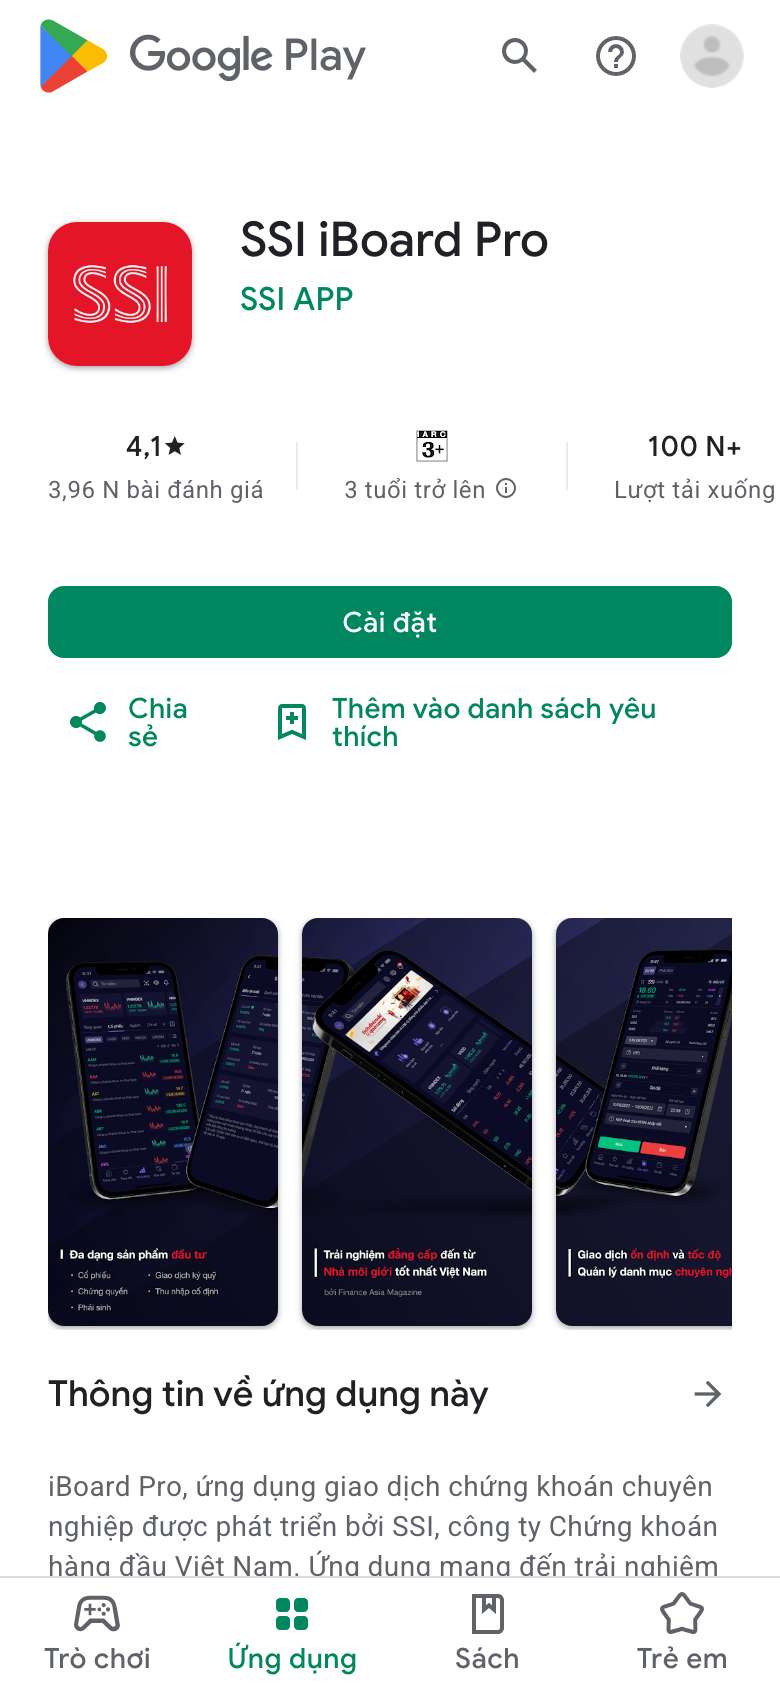 Google Play
SSI
SSI iBoard Pro
SSI APP
4,1★
3,96 N bài đánh giá
IARC
3+
3 tuổi trở lên
100 N+
Lượt tải xuống
Cài đặt
Chia sẻ
Thêm vào danh sách yêu thích
Đa dạng sản phẩm đầu tư
• Cổ phiếu
• Chứng quyền
• Phái sinh
• Giao dịch ký quỹ
• Thu nhập cố định
Trải nghiệm đẳng cấp đến từ
Nhà môi giới tốt nhất Việt Nam
bởi Finance Asia Magazine
Giao dịch ổn định và tốc độ
Quản lý danh mục chuyên ngh
Thông tin về ứng dụng này
iBoard Pro, ứng dụng giao dịch chứng khoán chuyên
nghiệp được phát triển bởi SSI, công ty Chứng khoán
hàng đầu Việt Nam. Ứng dụng mang đến trải nghiệm
Trò chơi
Ứng dụng
Sách
Trẻ em